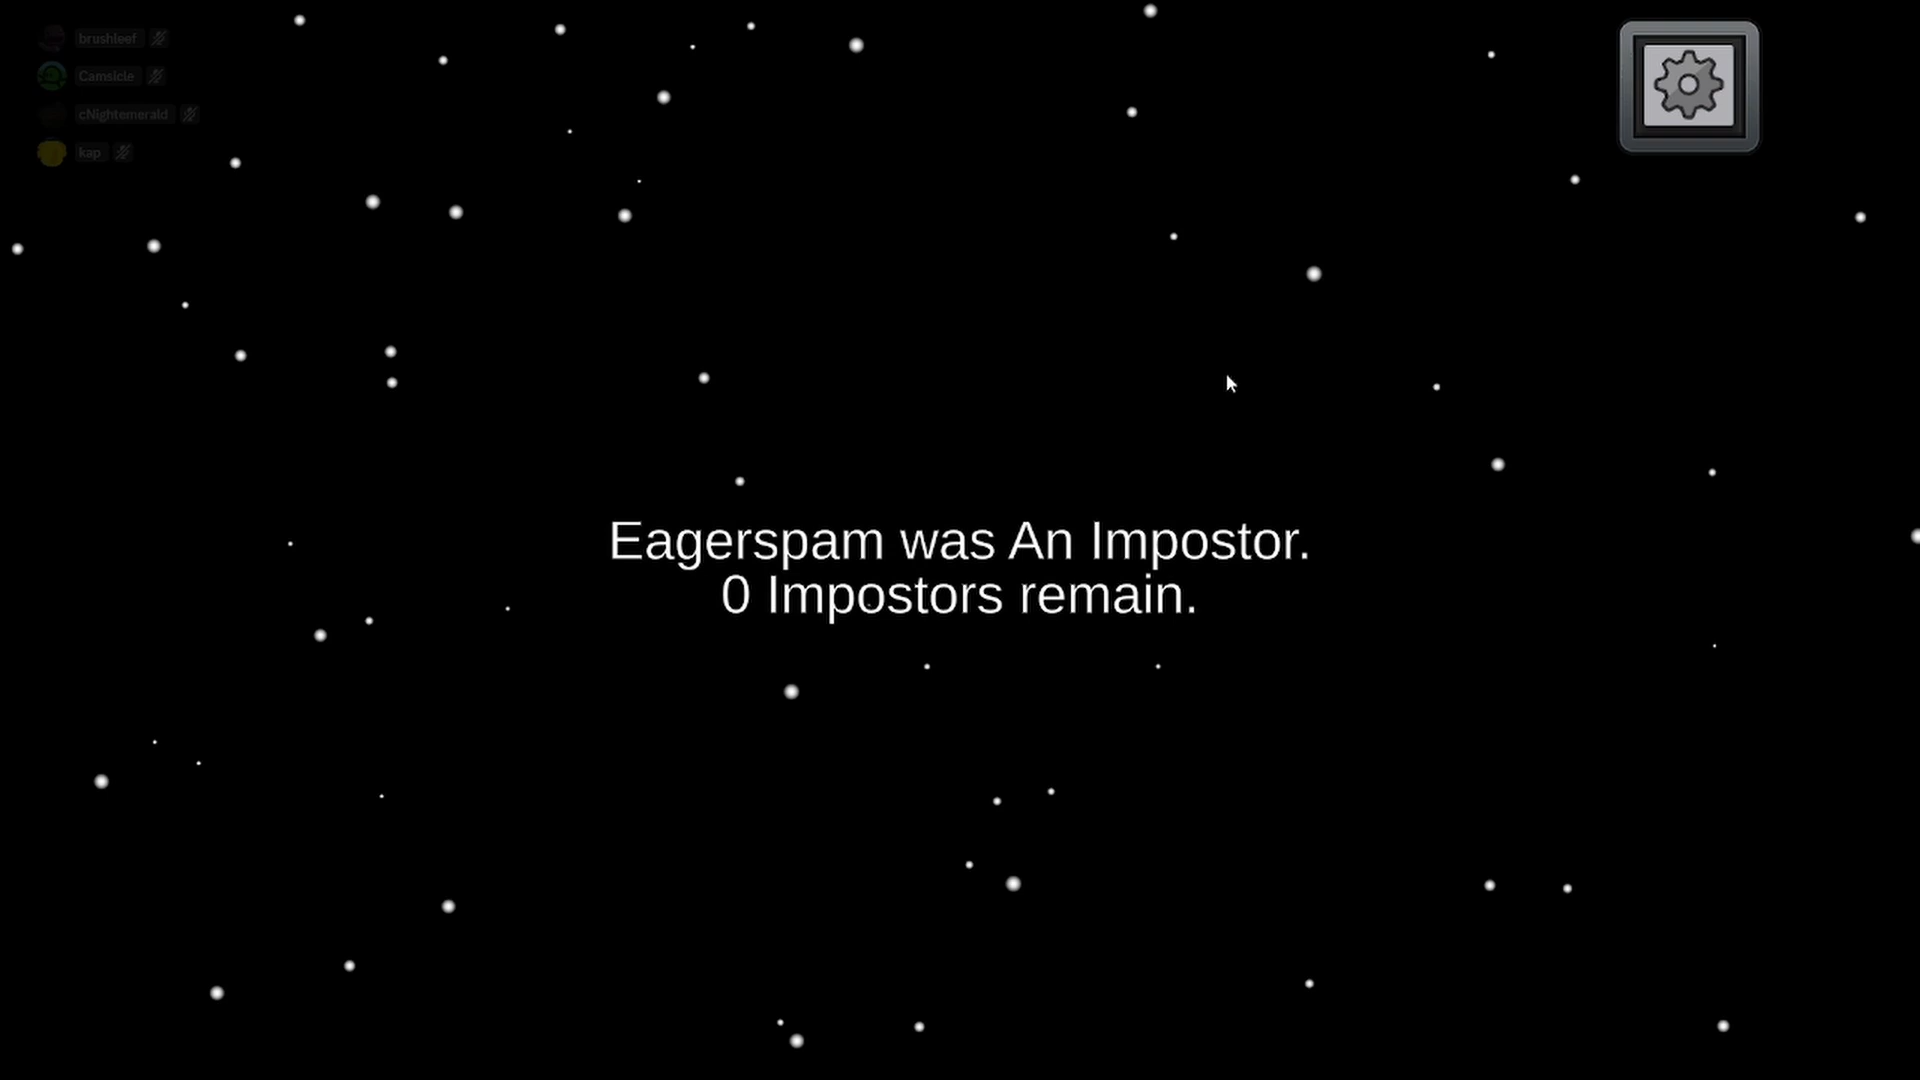 brushleef
Camsicle
cNightemerald
kap
Eagerspam was An Impostor.
0 Impostors remain.